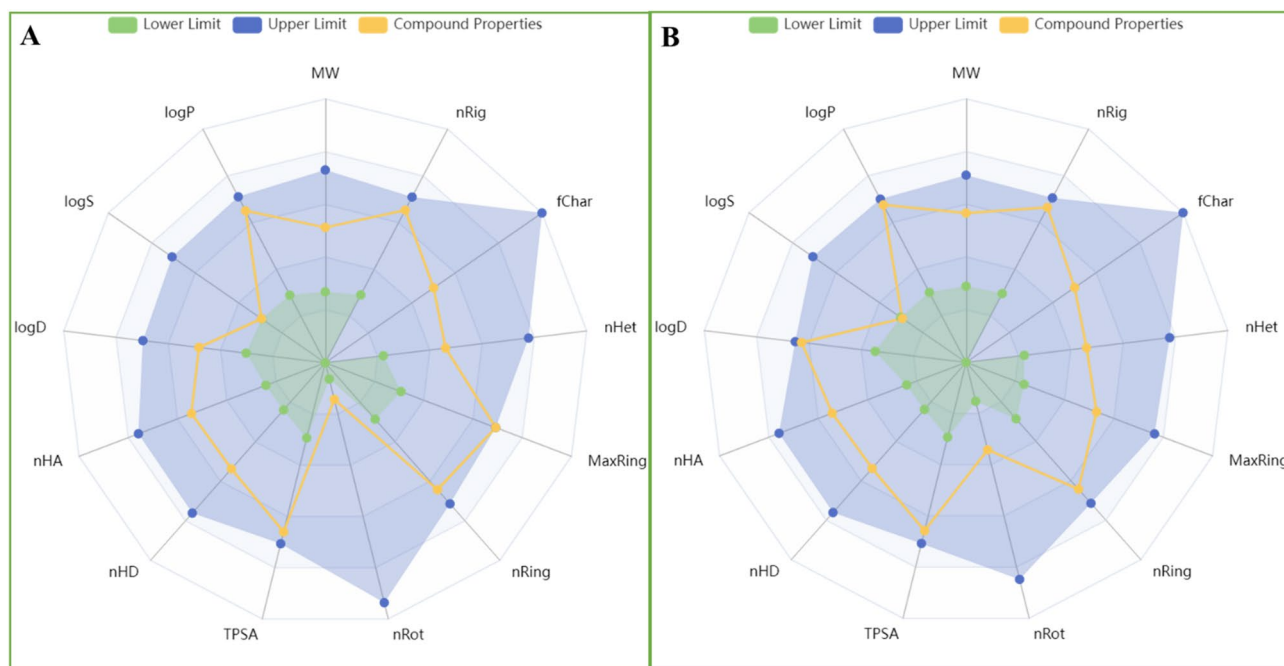 Lower Limit Upper Limit Compound Properties
A
MW
nRig
fChar
nHet
MaxRing
nRing
nRot
TPSA
nHD
nHA
logD
logS
logP
Lower Limit Upper Limit Compound Properties
B
MW
nRig
fChar
nHet
MaxRing
nRing
nRot
TPSA
nHD
nHA
logD
logS
logP